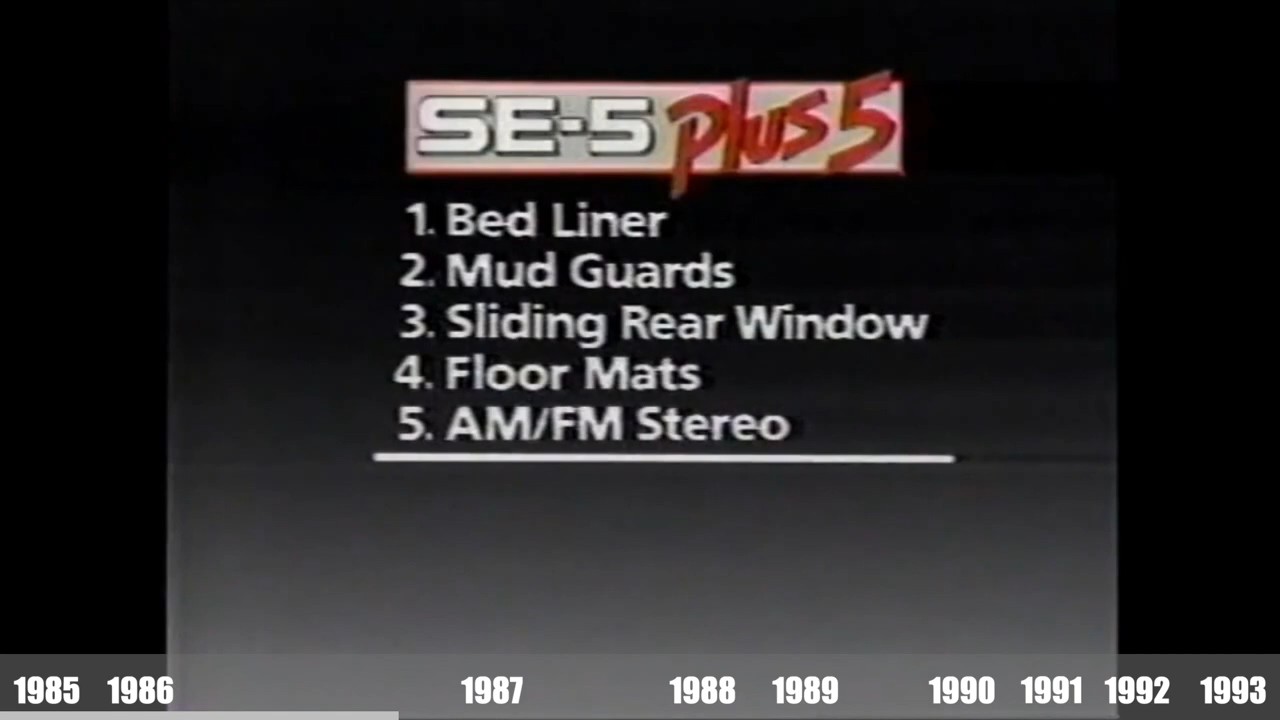 SE-5 plus 5
1. Bed Liner
2. Mud Guards
3. Sliding Rear Window
4. Floor Mats
5. AM/FM Stereo
1985 1986 1987 1988 1989 1990 1991 1992 1993